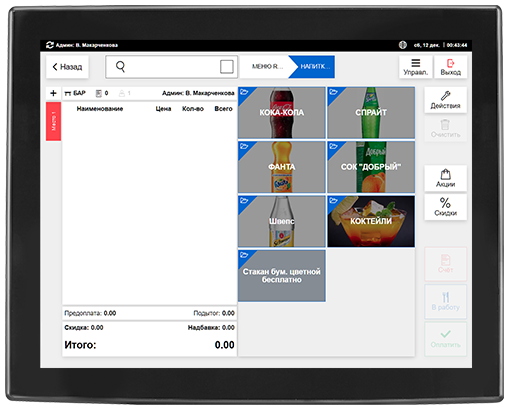 Админ: В. Макарченкова
сб, 12 дек. | 00:43:44
Назад
МЕНЮ R...
НАПИТК...
Управл.
Выход
+ БАР 0 1 Админ: В. Макарченкова
Место 1
Наименование Цена Кол-во Всего
КОКА-КОЛА
СПРАЙТ
ФАНТА
СОК "ДОБРЫЙ"
Швепс
КОКТЕЙЛИ
Стакан бум. цветной
бесплатно
Действия
Очистить
Акции
%
Скидки
Счёт
В работу
Оплатить
Предоплата: 0.00 Подытог: 0.00
Скидка: 0.00 Надбавка: 0.00
Итого: 0.00